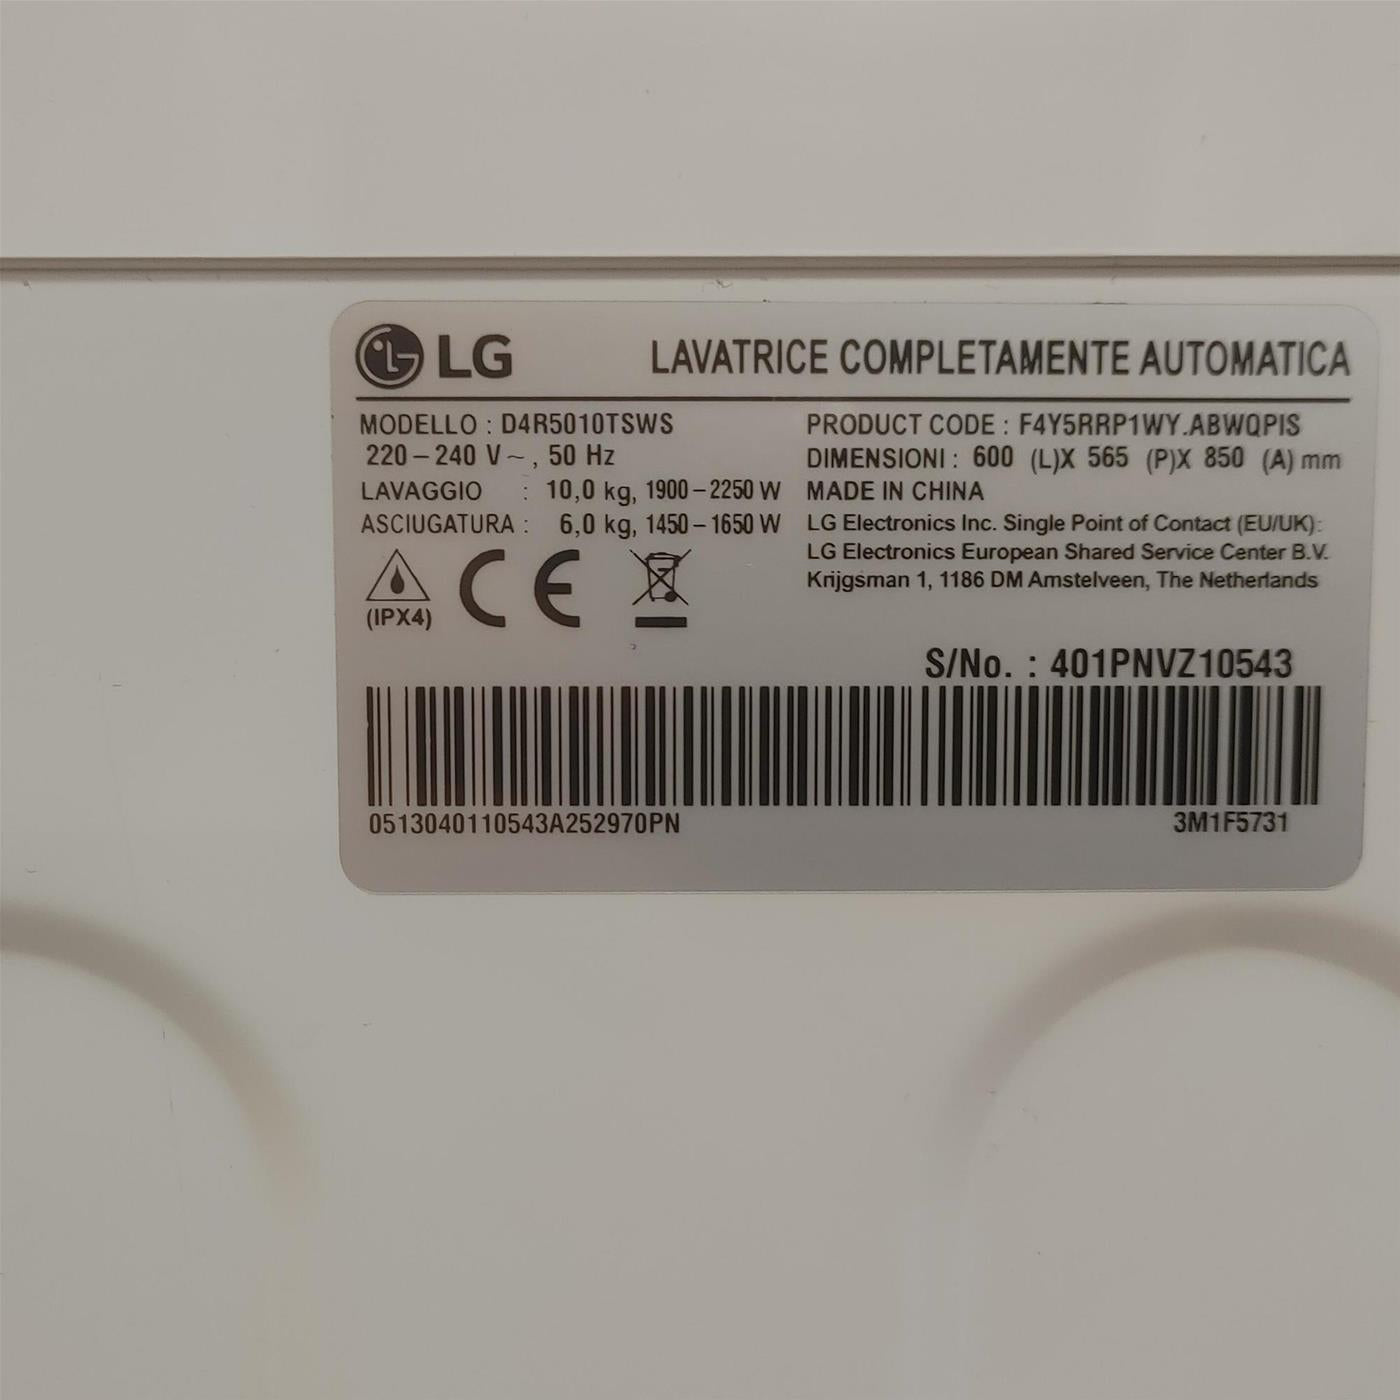 LG LAVATRICE COMPLETAMENTE AUTOMATICA
MODELLO : D4R5010TSWS
220-240 V~, 50 Hz
LAVAGGIO : 10,0 kg, 1900-2250 W
ASCIUGATURA : 6,0 kg, 1450-1650 W
(IPX4)
CE
PRODUCT CODE : F4Y5RRP1WY.ABWQPIS
DIMENSIONI : 600 (L)X 565 (P)X 850 (A) mm
MADE IN CHINA
LG Electronics Inc. Single Point of Contact (EU/UK):
LG Electronics European Shared Service Center B.V.
Krijgsman 1, 1186 DM Amstelveen, The Netherlands
S/No. : 401PNVZ10543
0513040110543A252970PN 3M1F5731